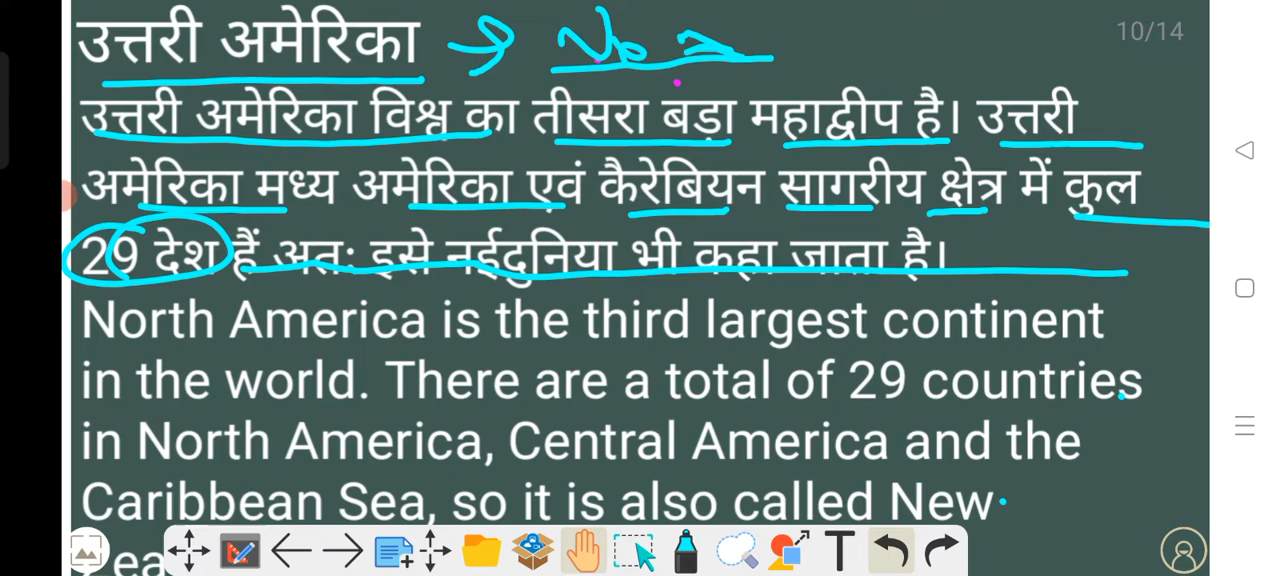 उत्तरी अमेरिका
10/14
उत्तरी अमेरिका विश्व का तीसरा बड़ा महाद्वीप है। उत्तरी
अमेरिका मध्य अमेरिका एवं कैरेबियन सागरीय क्षेत्र में कुल
29 देश हैं अतः इसे नईदुनिया भी कहा जाता है।
North America is the third largest continent
in the world. There are a total of 29 countries
in North America, Central America and the
Caribbean Sea, so it is also called New
T